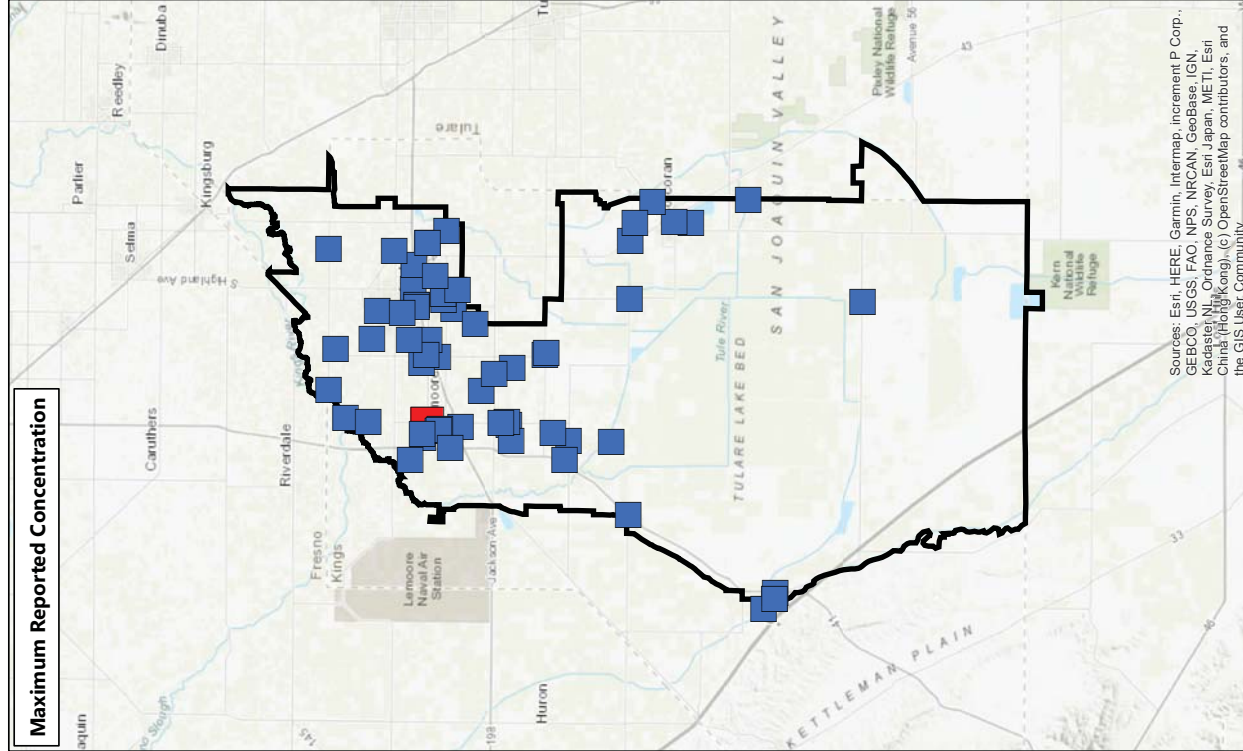 Maximum Reported Concentration
Dinuba
Reedley
Parlier
Kingsburg
Selma
S Highland Ave
Caruthers
Riverdale
Kings River
Tulare
Fresno
Kings
Lemoore
Naval Air
Station
Jackson Ave
145
198
Huron
Tule River
TULARE LAKE BED
SAN JOAQUIN VALLEY
Pixley National
Wildlife Refuge
Avenue 56
43
Kern
National
Wildlife
Refuge
KETTLEMAN PLAIN
41
33
46
Sources: Esri, HERE, Garmin, Intermap, increment P Corp.,
GEBCO, USGS, FAO, NPS, NRCAN, GeoBase, IGN,
Kadaster NL, Ordnance Survey, Esri Japan, METI, Esri
China (Hong Kong), (c) OpenStreetMap contributors, and
the GIS User Community